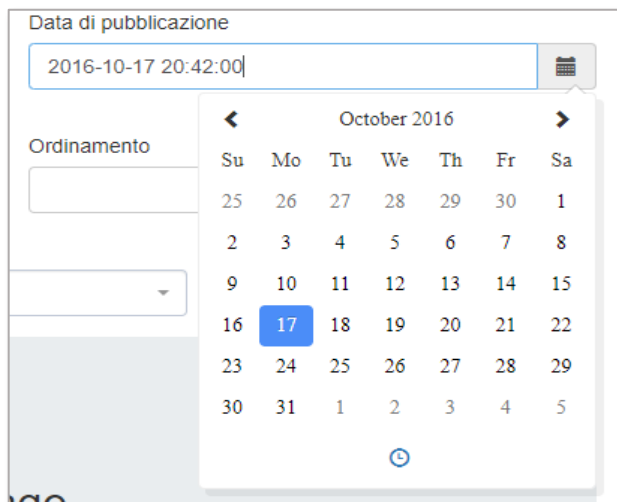 Data di pubblicazione
2016-10-17 20:42:00
October 2016
Ordinamento
Su Mo Tu We Th Fr Sa
25 26 27 28 29 30 1
2 3 4 5 6 7 8
9 10 11 12 13 14 15
16 17 18 19 20 21 22
23 24 25 26 27 28 29
30 31 1 2 3 4 5